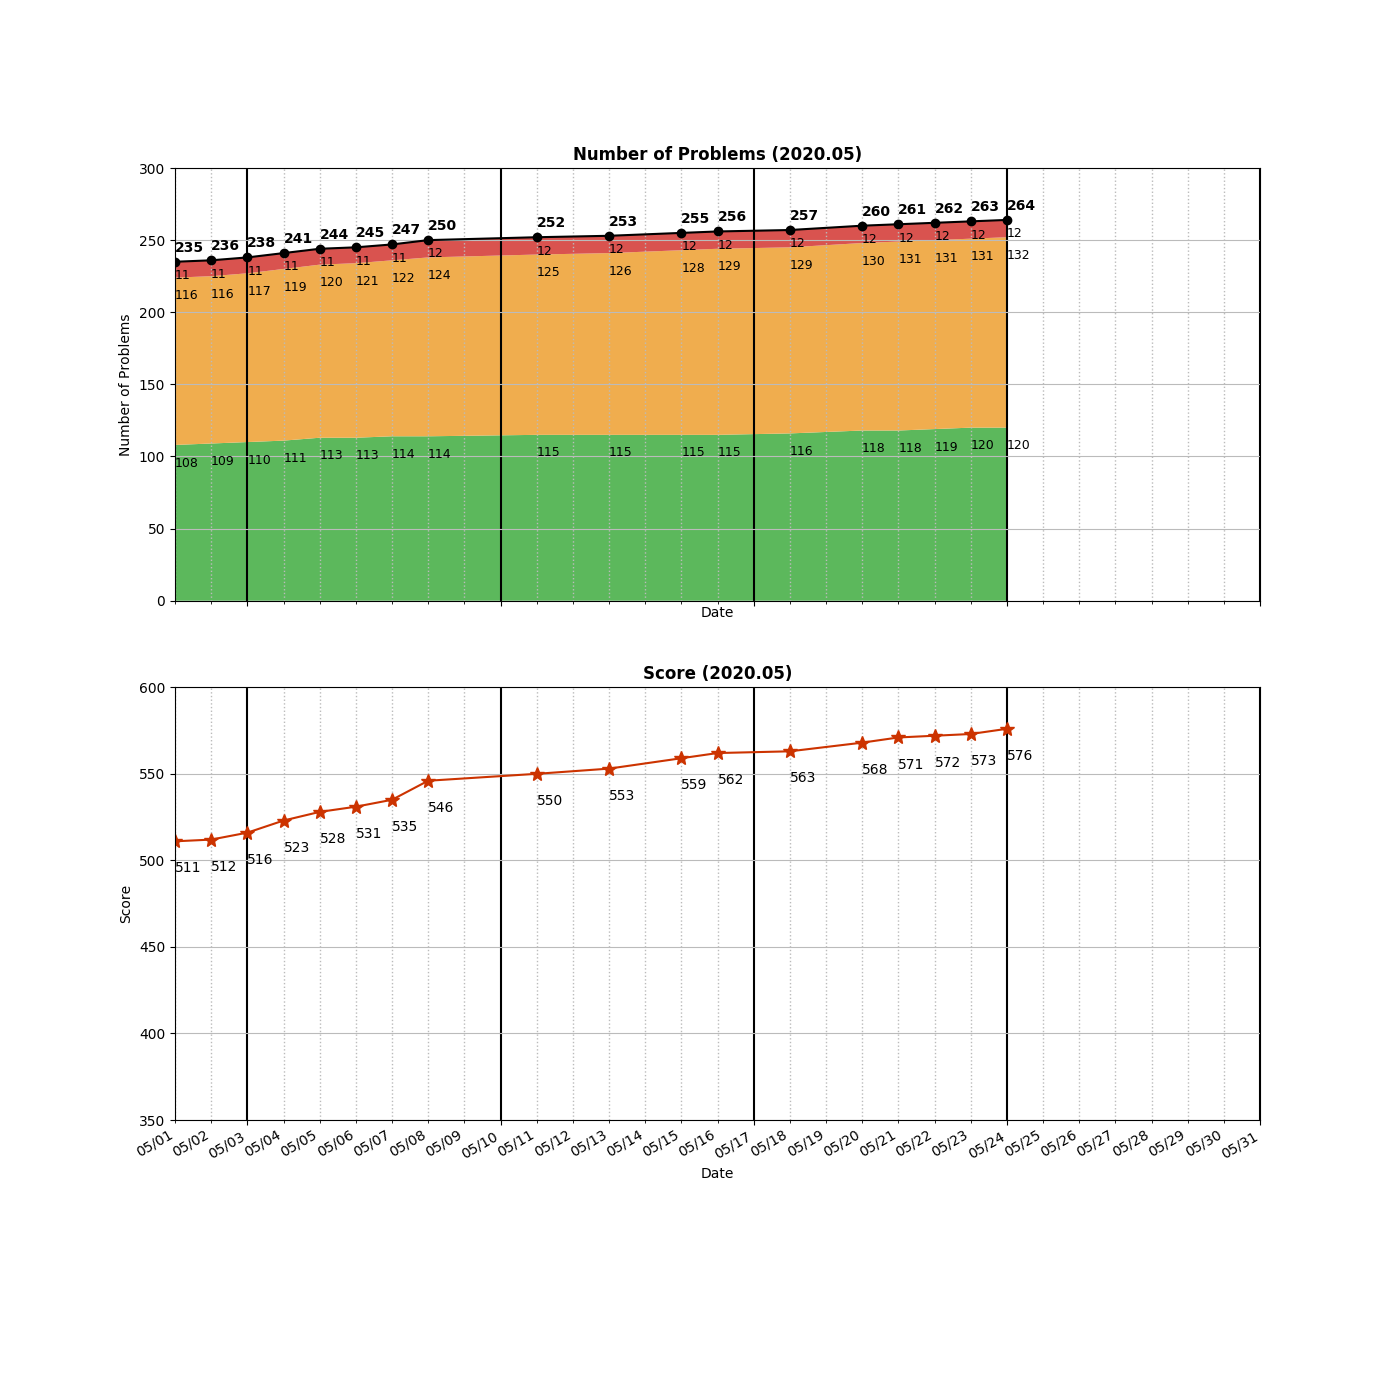 Number of Problems (2020.05)
300
250
200
150
100
50
0
Number of Problems
235 236 238 241 244 245 247 250 252 253 255 256 257 260 261 262 263 264
11 11 11 11 11 11 11 12 12 12 12 12 12 12 12 12 12 12
116 116 117 119 120 121 122 124 125 126 128 129 129 130 131 131 131 132
108 109 110 111 113 113 114 114 115 115 115 115 116 118 118 119 120 120
Date
Score (2020.05)
600
550
500
450
400
350
Score
511 512 516 523 528 531 535 546 550 553 559 562 563 568 571 572 573 576
05/01 05/02 05/03 05/04 05/05 05/06 05/07 05/08 05/09 05/10 05/11 05/12 05/13 05/14 05/15 05/16 05/17 05/18 05/19 05/20 05/21 05/22 05/23 05/24 05/25 05/26 05/27 05/28 05/29 05/30 05/31
Date